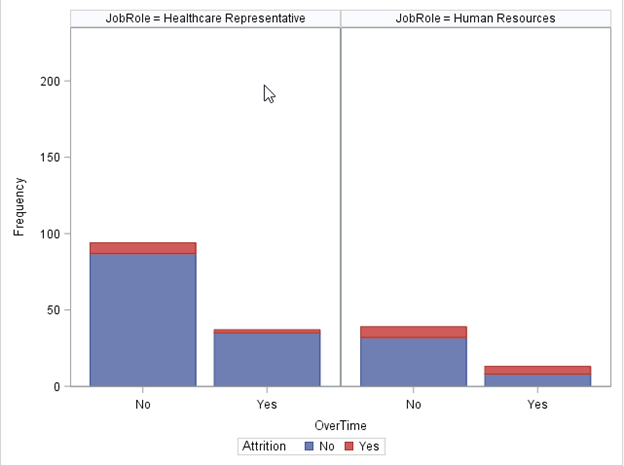 JobRole = Healthcare Representative
JobRole = Human Resources
Frequency
200
150
100
50
0
No
Yes
No
Yes
OverTime
Attrition No Yes